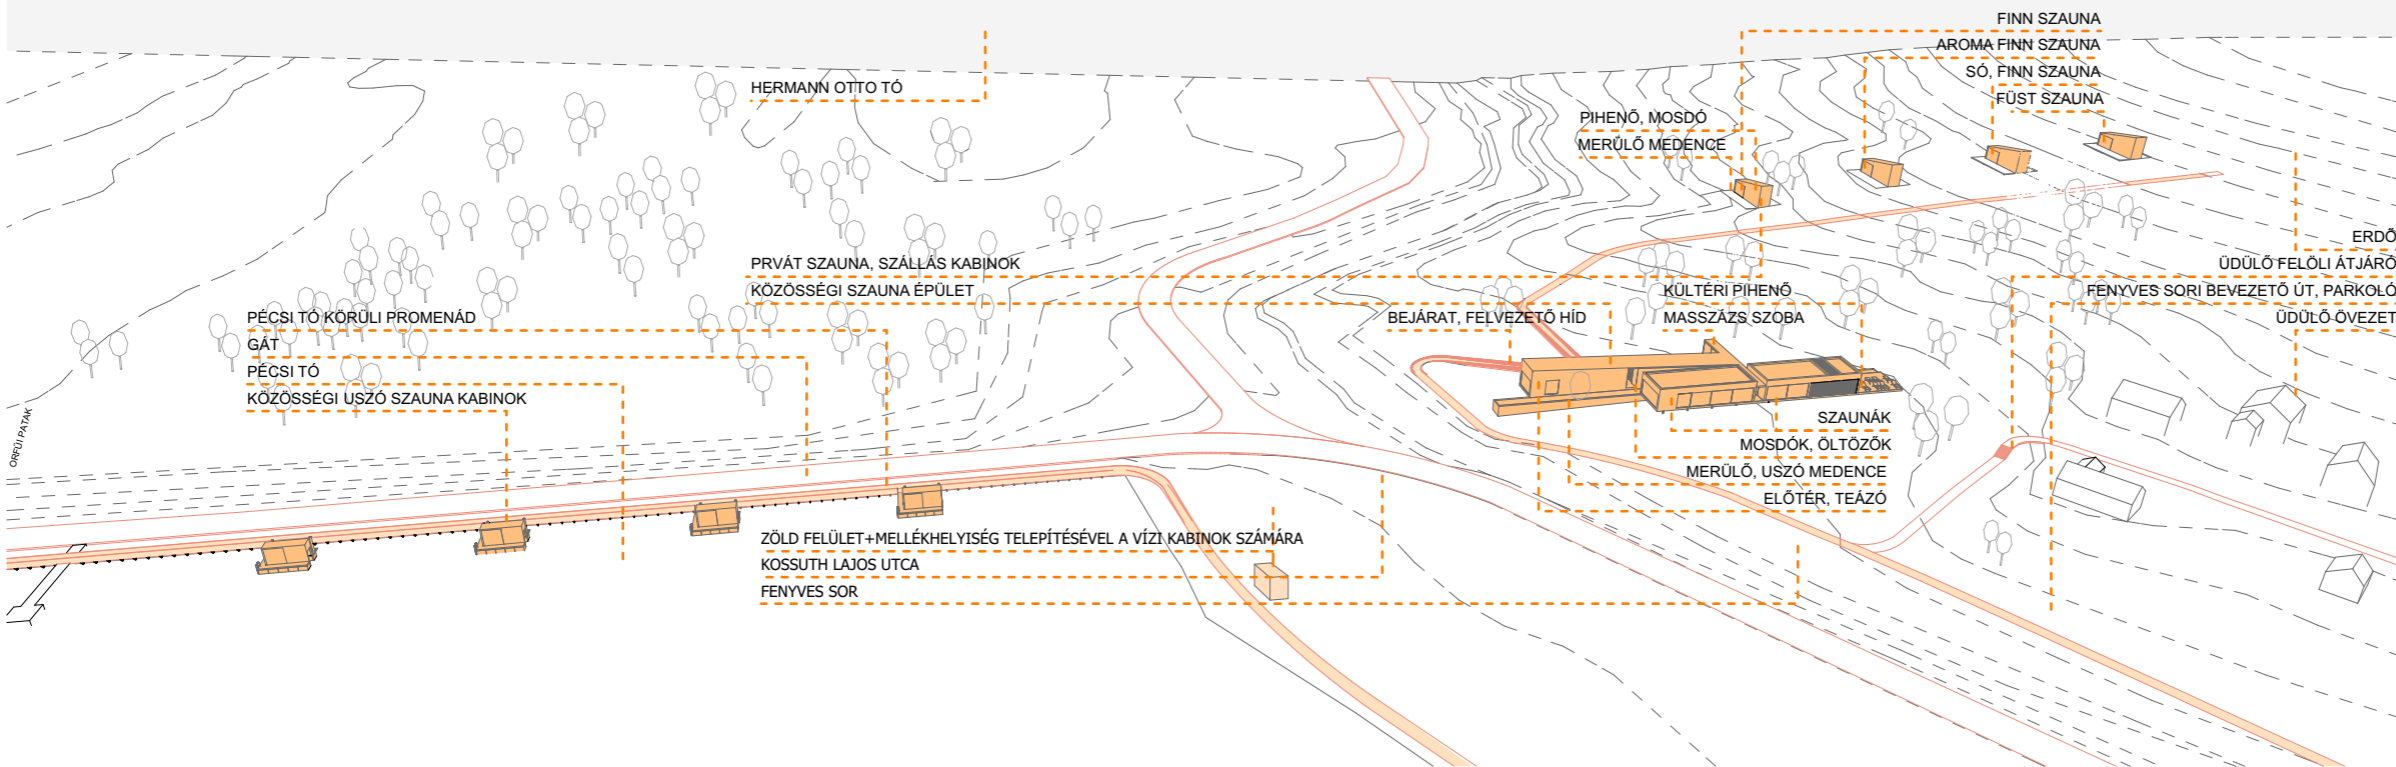 FINN SZAUNA
AROMA FINN SZAUNA
SÓ, FINN SZAUNA
FÜST SZAUNA
HERMANN OTTO TÓ
PIHENŐ, MOSDÓ
MERÜLŐ MEDENCE
ERDŐ
ÜDÜLŐ FELÖLI ÁTJÁRÓ
FENYVES SORI BEVEZETŐ ÚT, PARKOLÓ
ÜDÜLŐ ÖVEZET
PRVÁT SZAUNA, SZÁLLÁS KABINOK
KÖZÖSSÉGI SZAUNA ÉPÜLET
KÜLTÉRI PIHENŐ
MASSZÁZS SZOBA
BEJÁRAT, FELVEZETŐ HÍD
PÉCSI TÓ KÖRÜLI PROMENÁD
GÁT
PÉCSI TÓ
KÖZÖSSÉGI USZÓ SZAUNA KABINOK
ORFŰI PATAK
SZAUNÁK
MOSDÓK, ÖLTÖZŐK
MERÜLŐ, USZÓ MEDENCE
ELŐTÉR, TEÁZÓ
ZÖLD FELÜLET+MELLÉKHELYISÉG TELEPÍTÉSÉVEL A VÍZI KABINOK SZÁMÁRA
KOSSUTH LAJOS UTCA
FENYVES SOR